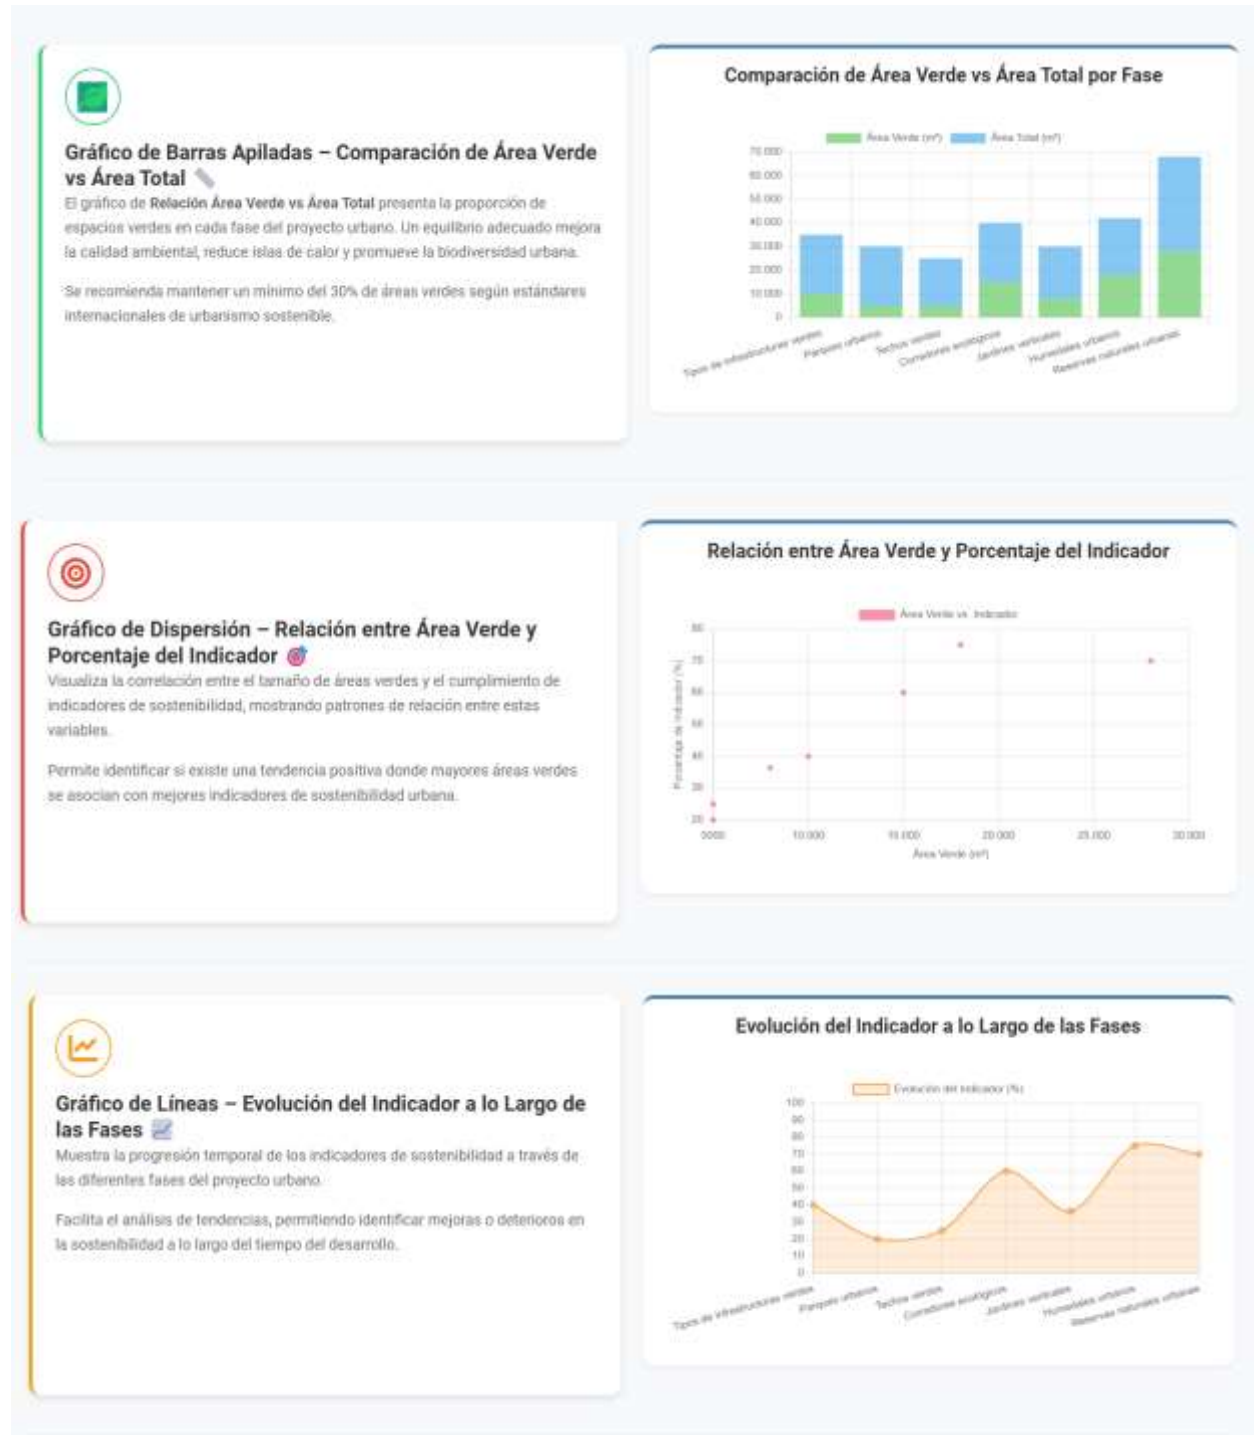 Gráfico de Barras Apiladas – Comparación de Área Verde
vs Área Total
El gráfico de Relación Área Verde vs Área Total presenta la proporción de
espacios verdes en cada fase del proyecto urbano. Un equilibrio adecuado mejora
la calidad ambiental, reduce islas de calor y promueve la biodiversidad urbana.
Se recomienda mantener un mínimo del 30% de áreas verdes según estándares
internacionales de urbanismo sostenible.
Comparación de Área Verde vs Área Total por Fase
Área Verde (m²) Área Total (m²)
70.000
60.000
50.000
40.000
30.000
20.000
10.000
0
Tipos de infraestructuras verdes
Parques urbanos
Techos verdes
Corredores ecológicos
Jardines verticales
Humedales urbanos
Reservas naturales urbanas
Gráfico de Dispersión – Relación entre Área Verde y
Porcentaje del Indicador
Visualiza la correlación entre el tamaño de áreas verdes y el cumplimiento de
indicadores de sostenibilidad, mostrando patrones de relación entre estas
variables.
Permite identificar si existe una tendencia positiva donde mayores áreas verdes
se asocian con mejores indicadores de sostenibilidad urbana.
Relación entre Área Verde y Porcentaje del Indicador
Área Verde vs. Indicador
Porcentaje de Indicador (%)
80
70
60
50
40
30
20
5000 10.000 15.000 20.000 25.000 30.000
Área Verde (m²)
Gráfico de Líneas – Evolución del Indicador a lo Largo de
las Fases
Muestra la progresión temporal de los indicadores de sostenibilidad a través de
las diferentes fases del proyecto urbano.
Facilita el análisis de tendencias, permitiendo identificar mejoras o deterioros en
la sostenibilidad a lo largo del tiempo del desarrollo.
Evolución del Indicador a lo Largo de las Fases
Evolución del Indicador (%)
100
90
80
70
60
50
40
30
20
10
0
Tipos de infraestructuras verdes
Parques urbanos
Techos verdes
Corredores ecológicos
Jardines verticales
Humedales urbanos
Reservas naturales urbanas